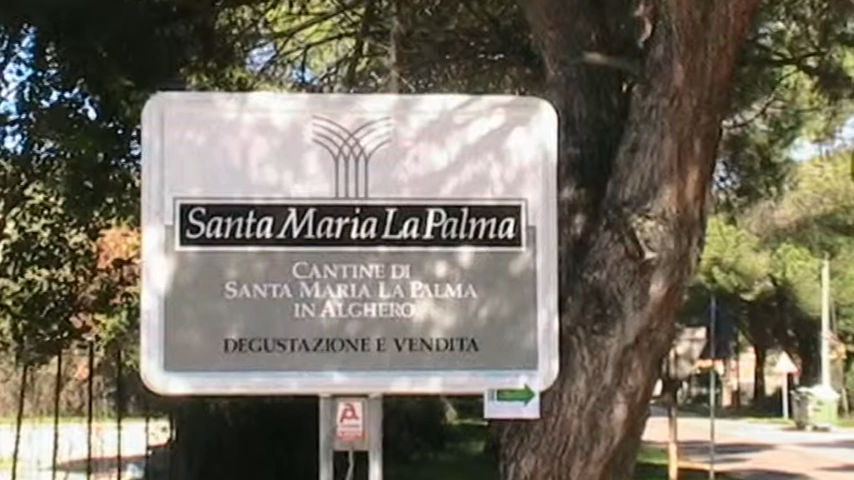 Santa Maria La Palma
CANTINE DI
SANTA MARIA LA PALMA
IN ALGHERO
DEGUSTAZIONE E VENDITA